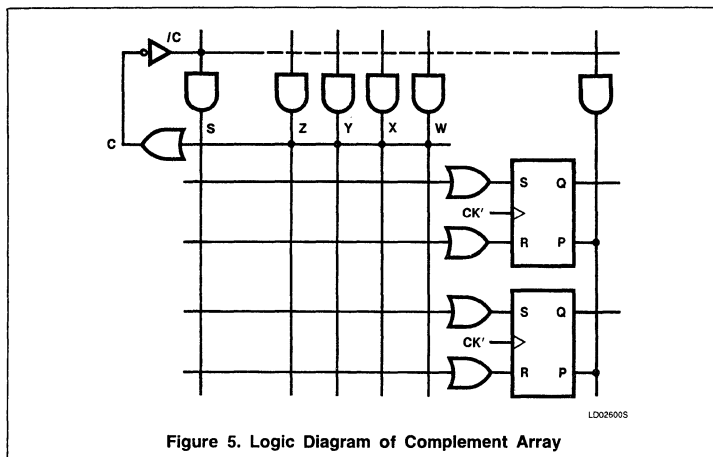 /C
S Z Y X W
C
S Q
CK'
R P
S Q
CK'
R P
LD02600S
Figure 5. Logic Diagram of Complement Array